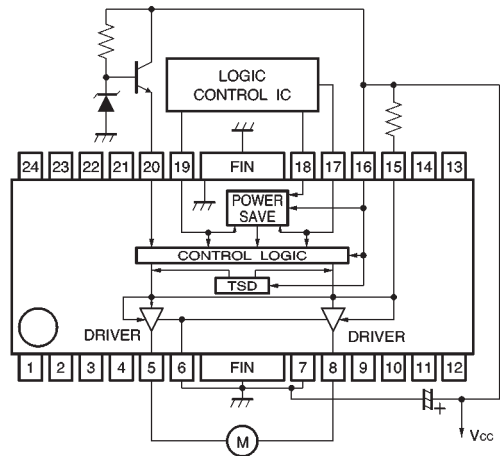 LOGIC
CONTROL IC
24 23 22 21 20 19 FIN 18 17 16 15 14 13
POWER
SAVE
CONTROL LOGIC
TSD
DRIVER
DRIVER
1 2 3 4 5 6 FIN 7 8 9 10 11 12
+
M
Vcc